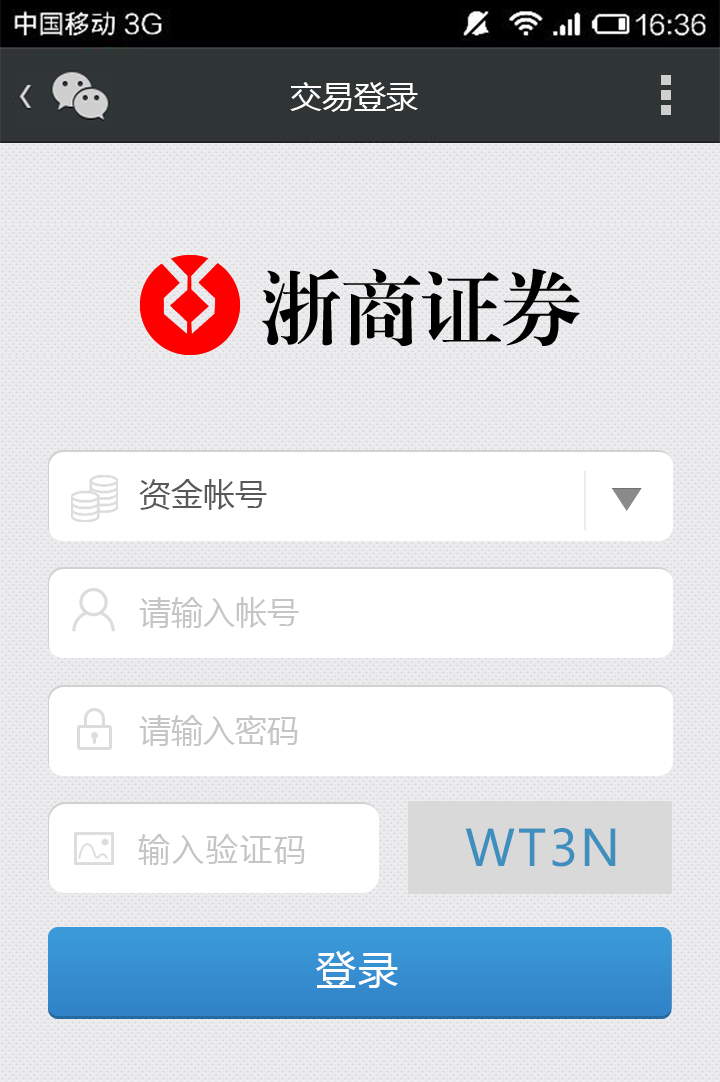 中国移动 3G 16:36
交易登录
浙商证券
资金帐号
请输入帐号
请输入密码
输入验证码 WT3N
登录